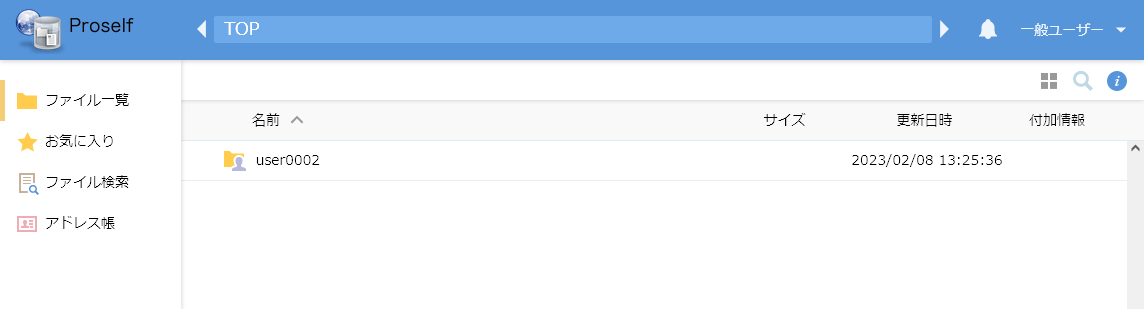 Proself
TOP
一般ユーザー
ファイル一覧
お気に入り
ファイル検索
アドレス帳
名前 サイズ 更新日時 付加情報
user0002 2023/02/08 13:25:36